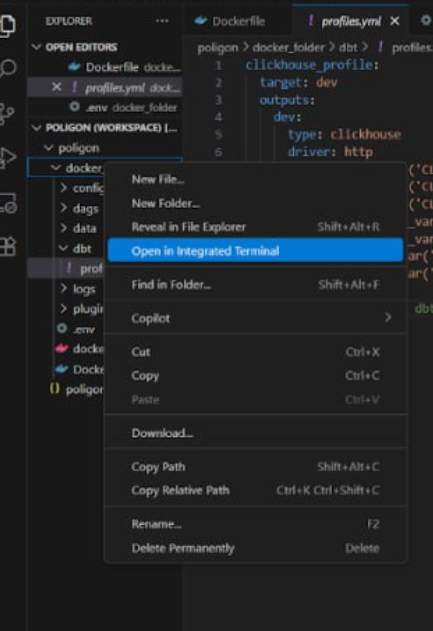 EXPLORER ...
OPEN EDITORS
Dockerfile docke...
profiles.yml dock...
.env docker_folder
POLIGON (WORKSPACE) [...
poligon
docker_
config
dags
data
dbt
! prof
logs
plugin
.env
docke
Docke
{} poligon
Dockerfile
! profiles.yml
poligon > docker_folder > dbt > ! profiles.
1 clickhouse_profile:
2 target: dev
3 outputs:
4 dev:
5 type: clickhouse
6 driver: http
('CL
('CL
('CL
_var
_var
ar('
ar('
dbt
New File...
New Folder...
Reveal in File Explorer Shift+Alt+R
Open in Integrated Terminal
Find in Folder... Shift+Alt+F
Copilot
Cut Ctrl+X
Copy Ctrl+C
Paste Ctrl+V
Download...
Copy Path Shift+Alt+C
Copy Relative Path Ctrl+K Ctrl+Shift+C
Rename... F2
Delete Permanently Delete